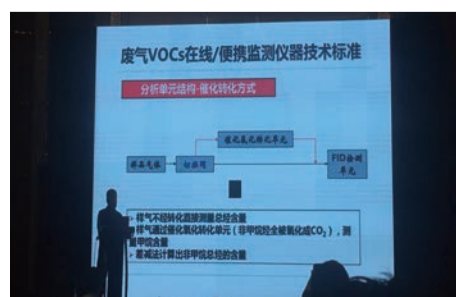 废气VOCs在线/便携监测仪器技术标准
分析单元结构-催化转化方式
催化氧化转化单元
样品气体
切换阀
FID检测
单元
样气不经转化直接测量总烃含量
样气通过催化氧化转化单元(非甲烷烃全被氧化成CO₂),测
量甲烷含量
差减法计算出非甲烷总烃的含量